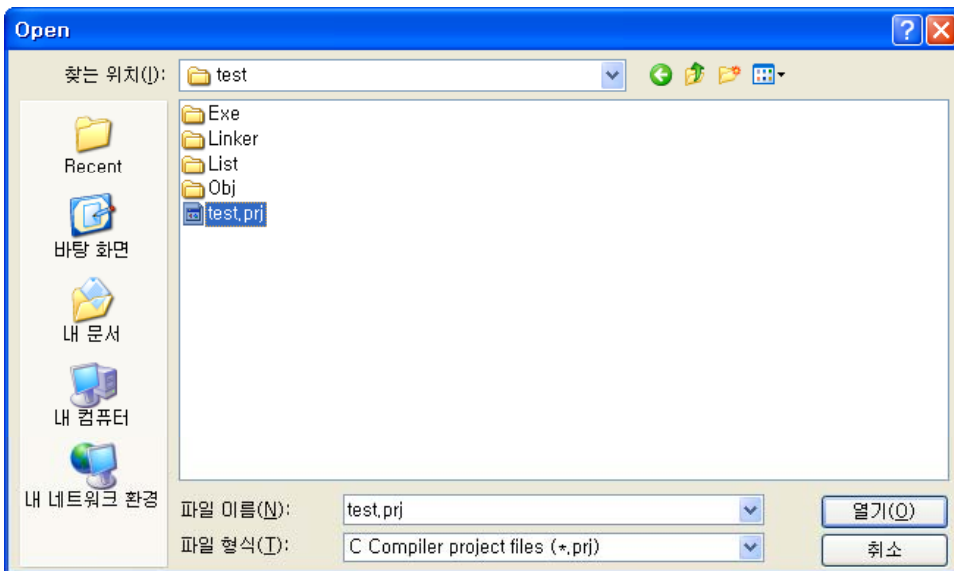 Open
찾는 위치(I): test
Recent
바탕 화면
내 문서
내 컴퓨터
내 네트워크 환경
Exe
Linker
List
Obj
test.prj
파일 이름(N): test.prj 열기(O)
파일 형식(T): C Compiler project files (*.prj) 취소